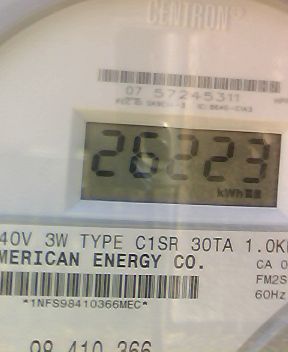 CENTRON
07 57245311
26223
kWh
40V 3W TYPE C1SR 30TA 1.0K
MERICAN ENERGY CO.
CA 0
FM2S
60Hz
*1NFS98410366MEC*
98 410 366